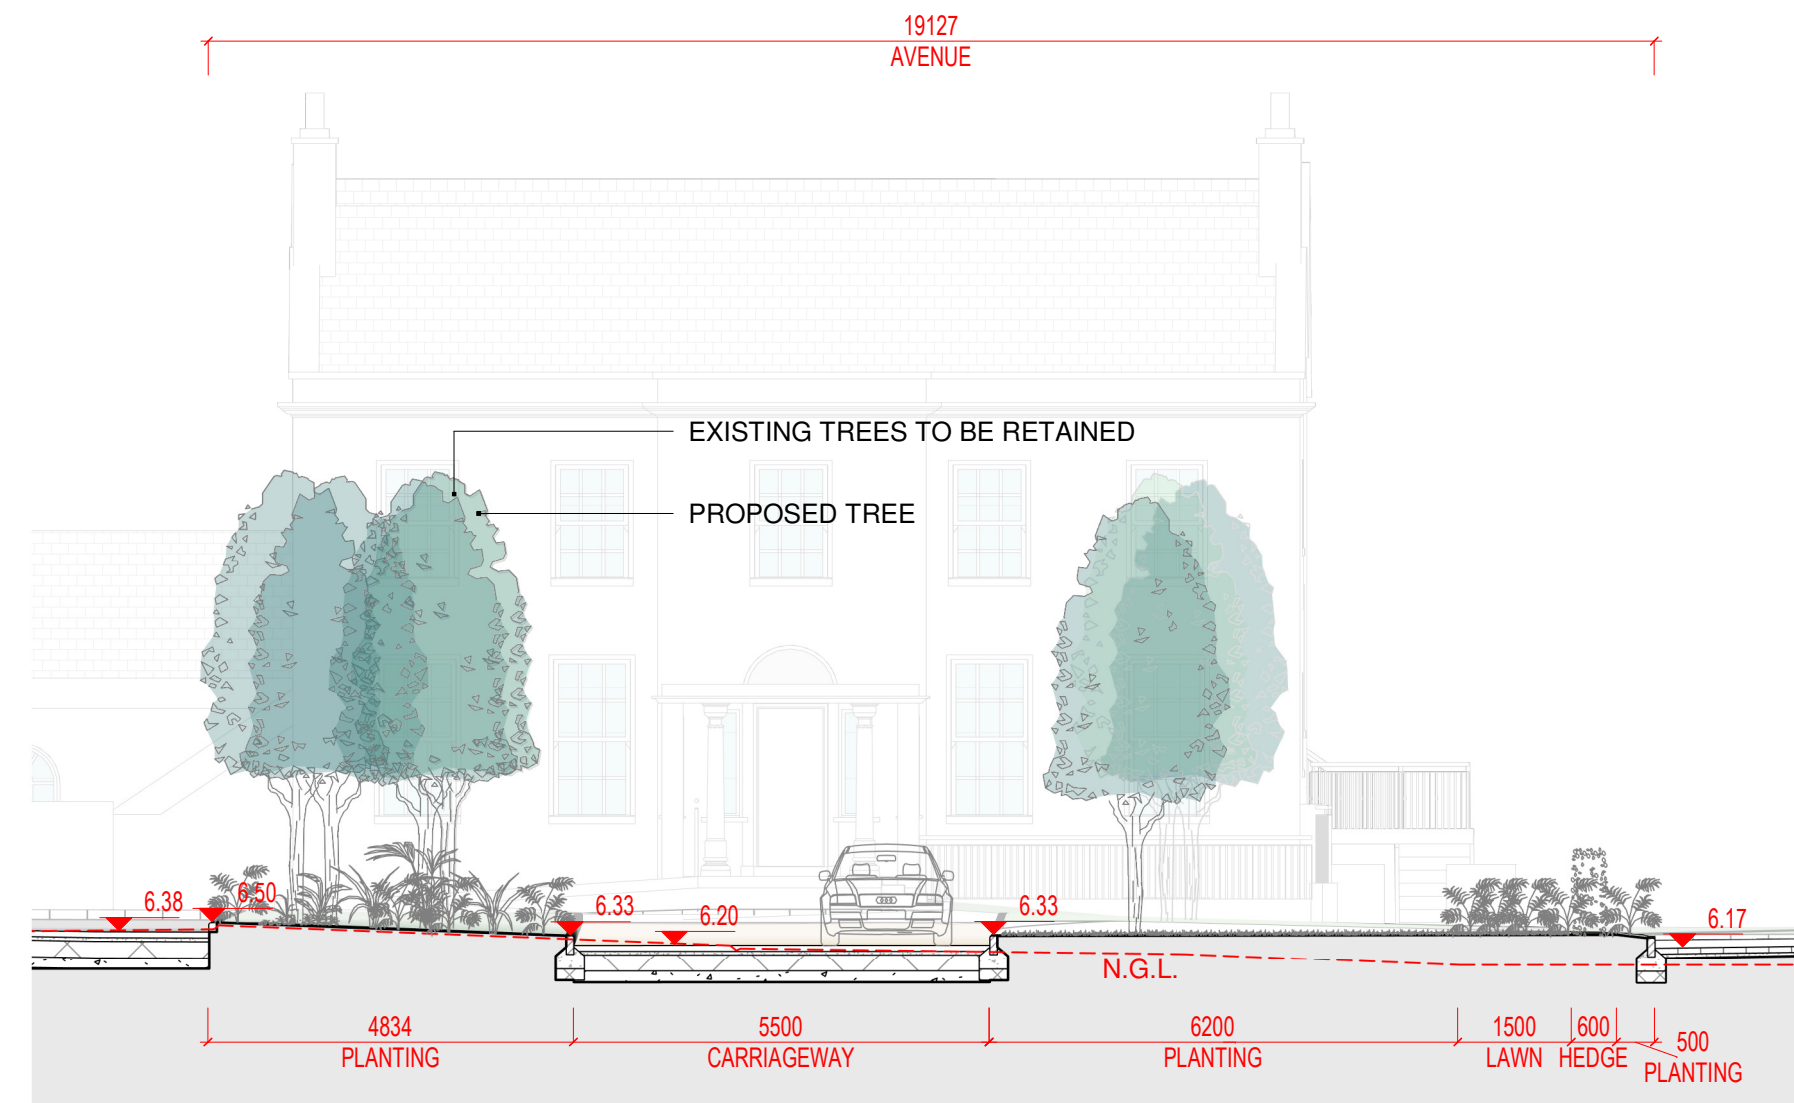 19127
AVENUE
EXISTING TREES TO BE RETAINED
PROPOSED TREE
6.38
6.50
6.33
6.20
6.33
6.17
N.G.L.
4834
PLANTING
5500
CARRIAGEWAY
6200
PLANTING
1500
LAWN
600
HEDGE
500
PLANTING